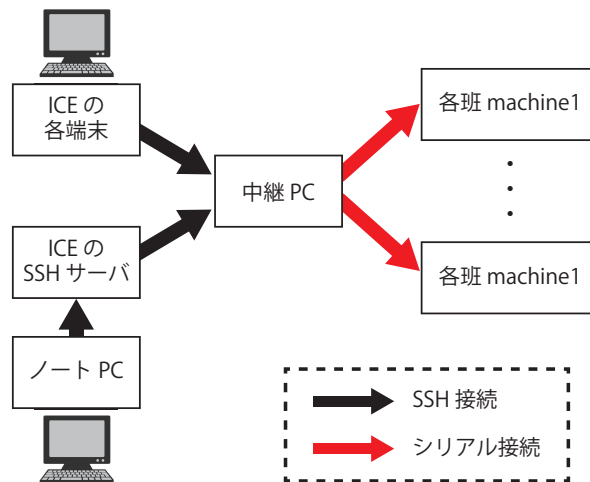 ICE の
各端末
中継 PC
各班 machine1
ICE の
SSH サーバ
各班 machine1
ノート PC
SSH 接続
シリアル接続